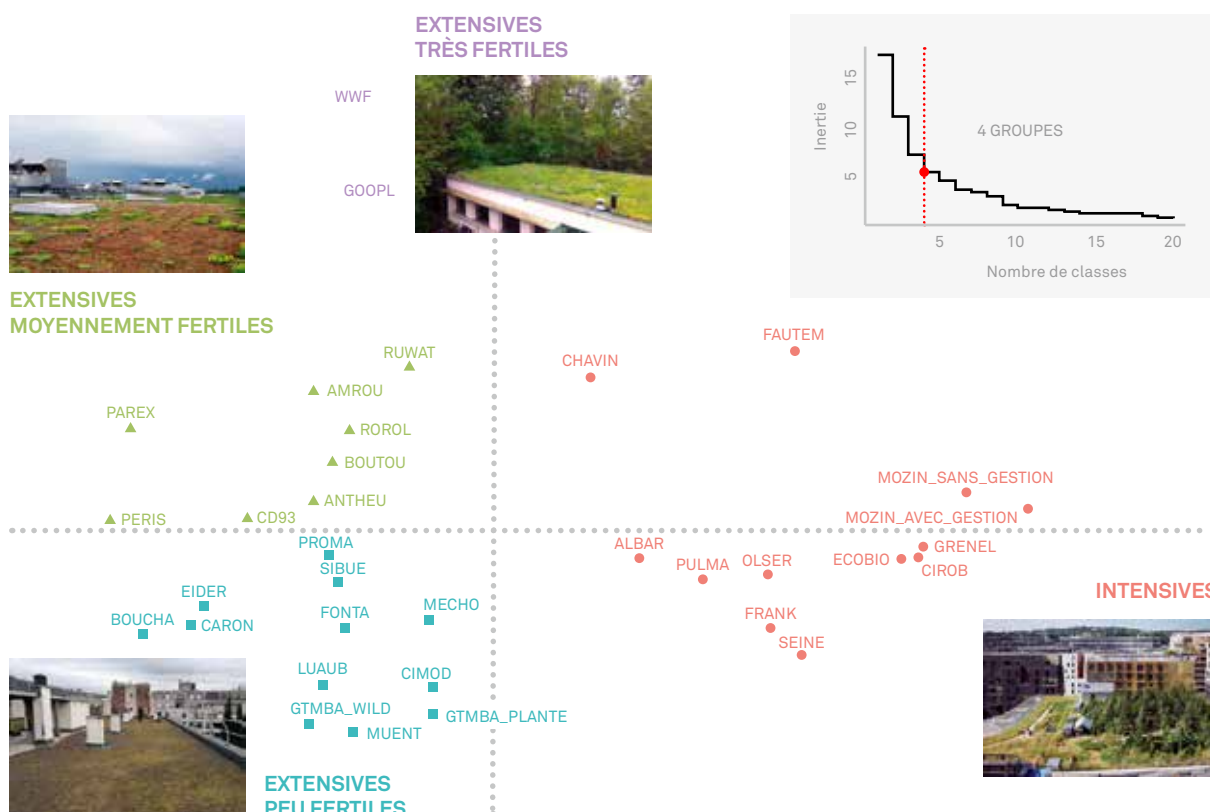 EXTENSIVES
TRÈS FERTILES
WWF
GOOPL
15
10
5
Inertie
4 GROUPES
5
10
15
20
Nombre de classes
EXTENSIVES
MOYENNEMENT FERTILES
RUWAT
AMROU
PAREX
ROROL
BOUTOU
ANTHEU
PERIS
CD93
FAUTEM
CHAVIN
MOZIN_SANS_GESTION
MOZIN_AVEC_GESTION
PROMA
SIBUE
EIDER
BOUCHA
CARON
FONTA
MECHO
LUAUB
CIMOD
GTMBA_WILD
GTMBA_PLANTE
MUENT
ALBAR
PULMA
OLSER
ECOBIO
GRENEL
CIROB
FRANK
SEINE
INTENSIVES
EXTENSIVES
PEU FERTILES